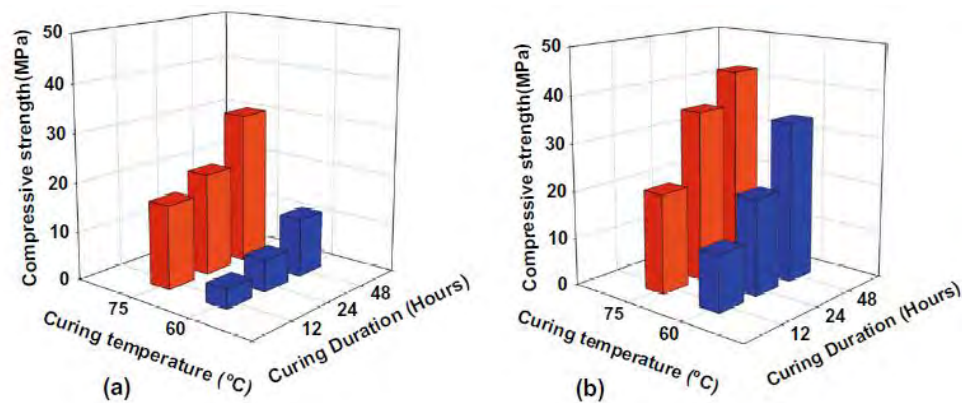 50
40
30
20
10
0
Compressive strength(MPa)
75
60
Curing temperature (ºC)
12
24
48
Curing Duration (Hours)
(a)
50
40
30
20
10
0
Compressive strength(MPa)
75
60
Curing temperature (ºC)
12
24
48
Curing Duration (Hours)
(b)